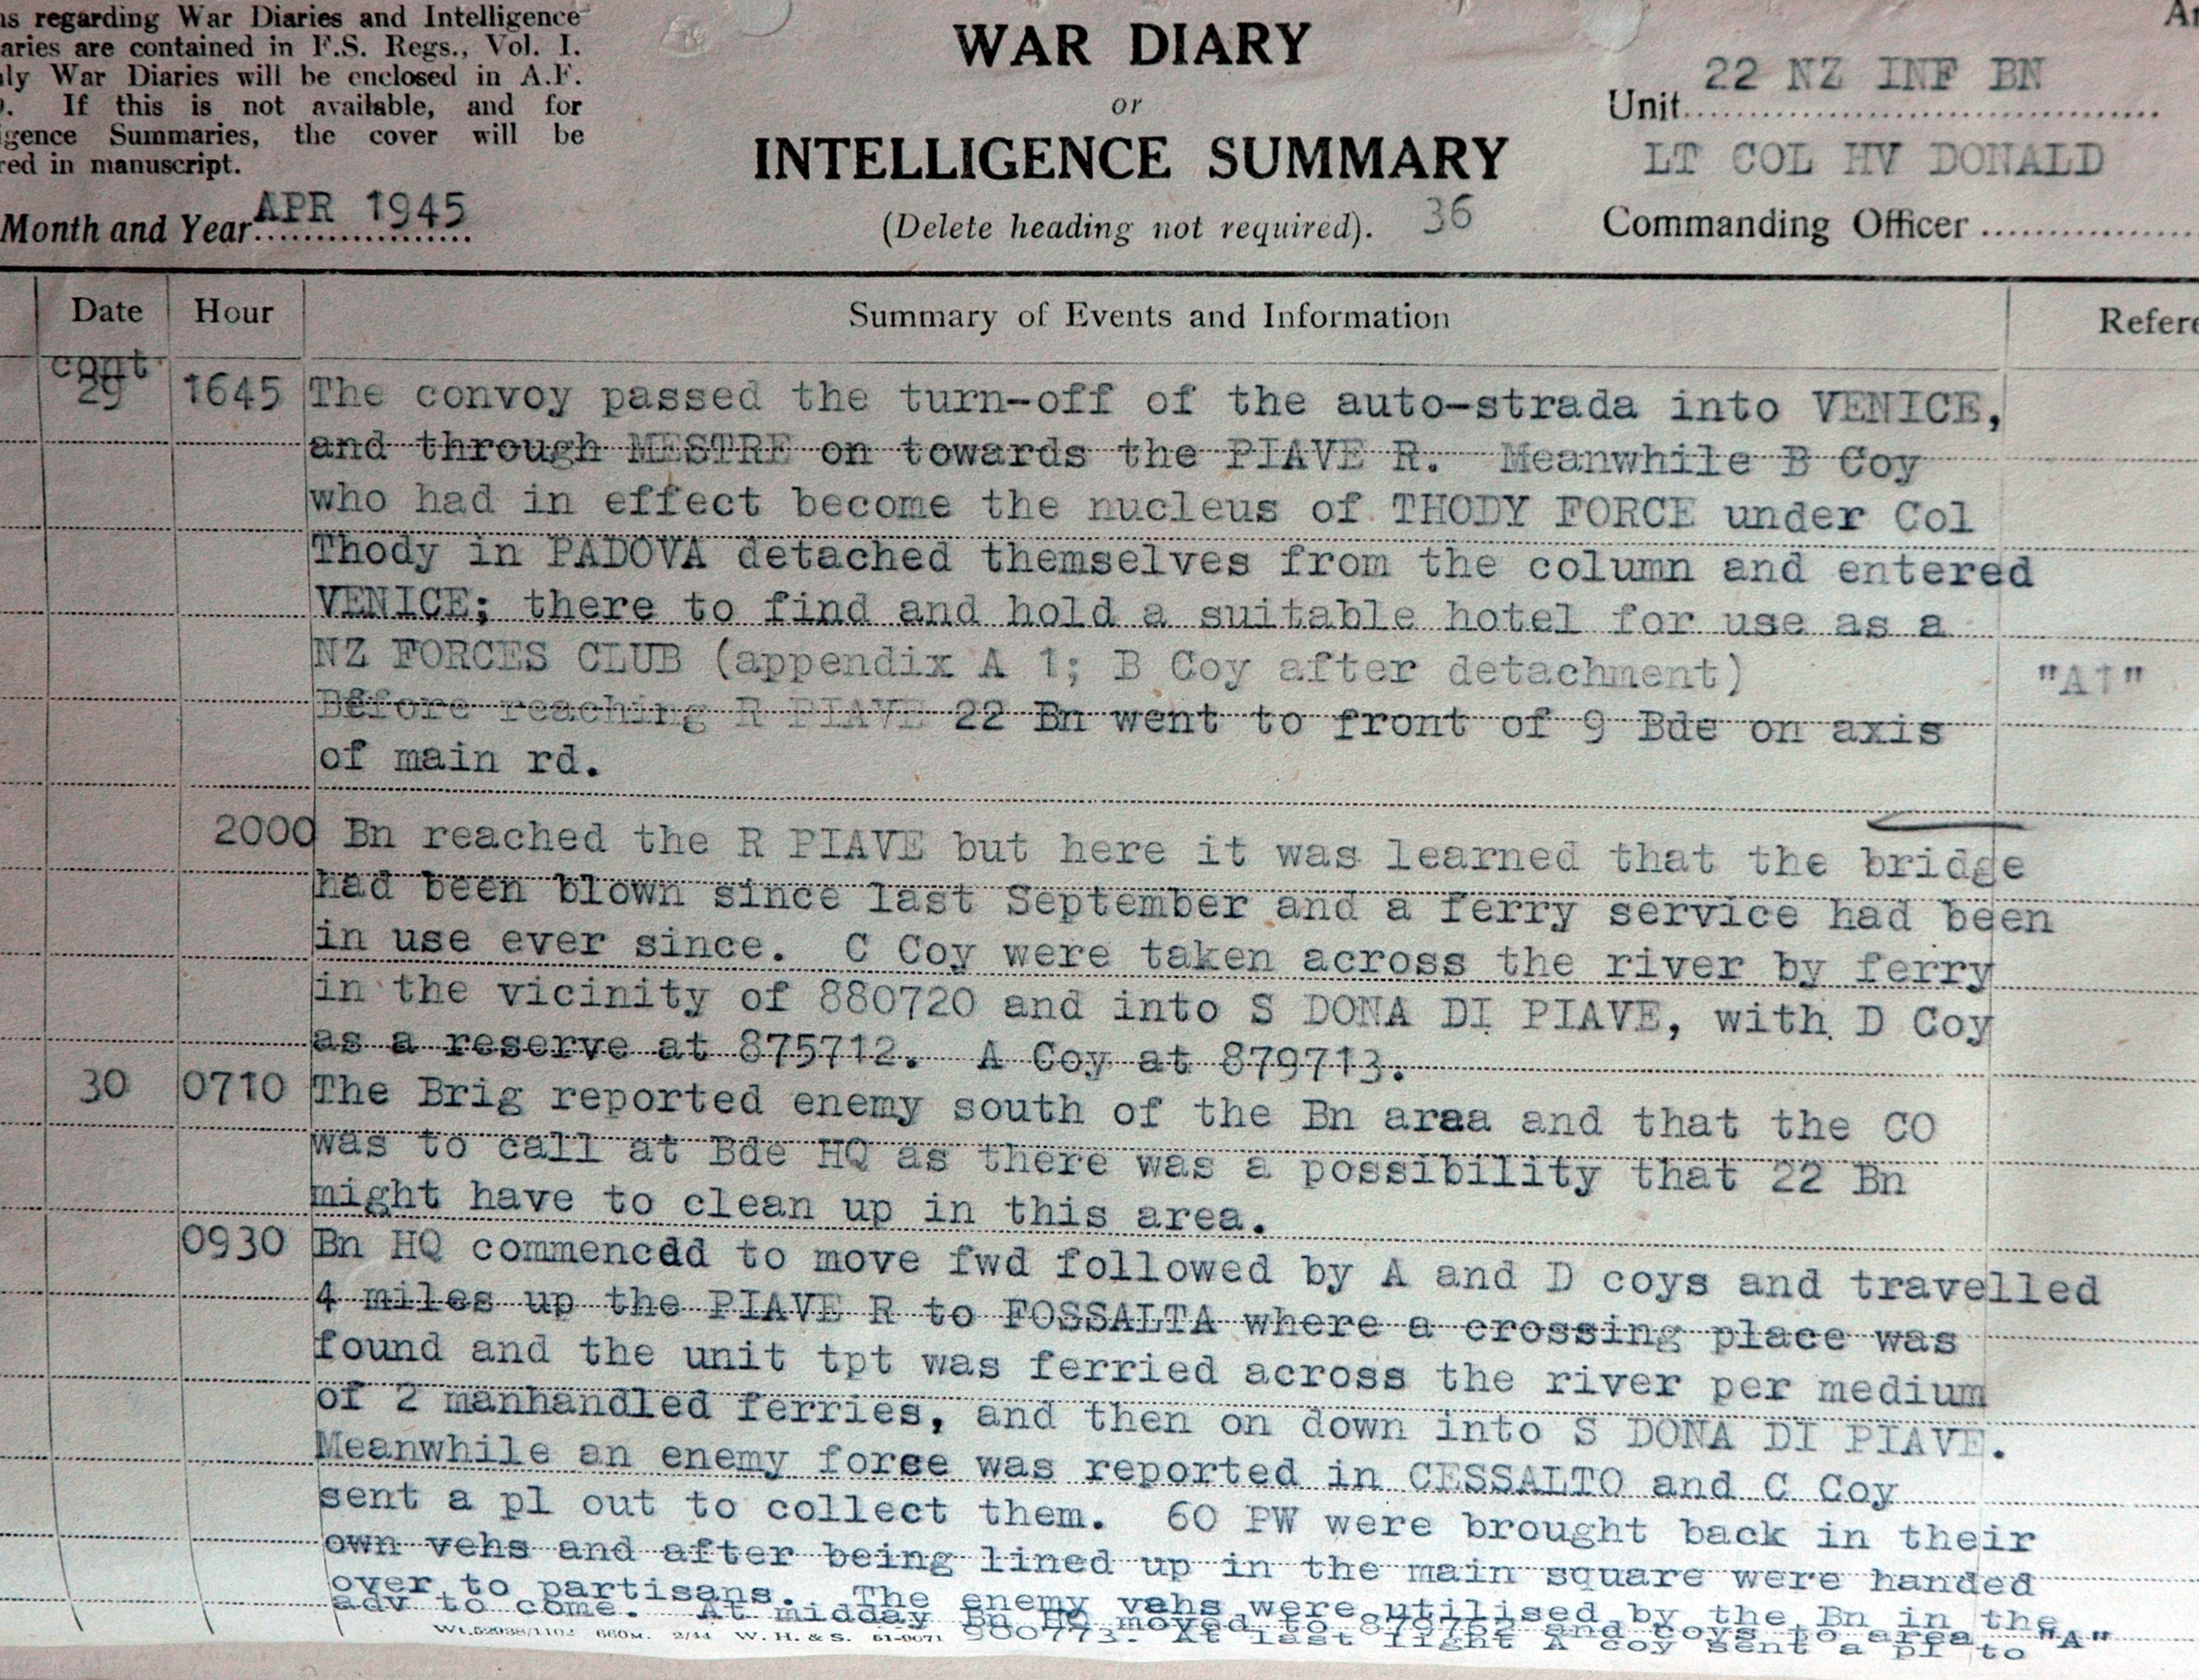 ns regarding War Diaries and Intelligence
aries are contained in F.S. Regs., Vol. I.
ly War Diaries will be enclosed in A.F.
If this is not available, and for
igence Summaries, the cover will be
red in manuscript.
Month and Year APR 1945
WAR DIARY
or
INTELLIGENCE SUMMARY
(Delete heading not required). 36
Unit 22 NZ INF BN
LT COL HV DONALD
Commanding Officer
Date Hour Summary of Events and Information Refere
cont
29 1645 The convoy passed the turn-off of the auto-strada into VENICE,
and through MESTRE on towards the PIAVE R. Meanwhile B Coy
who had in effect become the nucleus of THODY FORCE under Col
Thody in PADOVA detached themselves from the column and entered
VENICE; there to find and hold a suitable hotel for use as a
NZ FORCES CLUB (appendix A 1; B Coy after detachment) "A1"
Before reaching R PIAVE 22 Bn went to front of 9 Bde on axis
of main rd.
2000 Bn reached the R PIAVE but here it was learned that the bridge
had been blown since last September and a ferry service had been
in use ever since. C Coy were taken across the river by ferry
in the vicinity of 880720 and into S DONA DI PIAVE, with D Coy
as a reserve at 875712. A Coy at 879713.
30 0710 The Brig reported enemy south of the Bn araa and that the CO
was to call at Bde HQ as there was a possibility that 22 Bn
might have to clean up in this area.
0930 Bn HQ commencdd to move fwd followed by A and D coys and travelled
4 miles up the PIAVE R to FOSSALTA where a crossing place was
found and the unit tpt was ferried across the river per medium
of 2 manhandled ferries, and then on down into S DONA DI PIAVE.
Meanwhile an enemy force was reported in CESSALTO and C Coy
sent a pl out to collect them. 60 PW were brought back in their
own vehs and after being lined up in the main square were handed
over to partisans. The enemy vehs were utilised by the Bn in the
adv to come. At midday Bn HQ moved to 879762 and coys to area "A"
900773. At last light A coy sent a pl to
W. H. & S. 51-9071